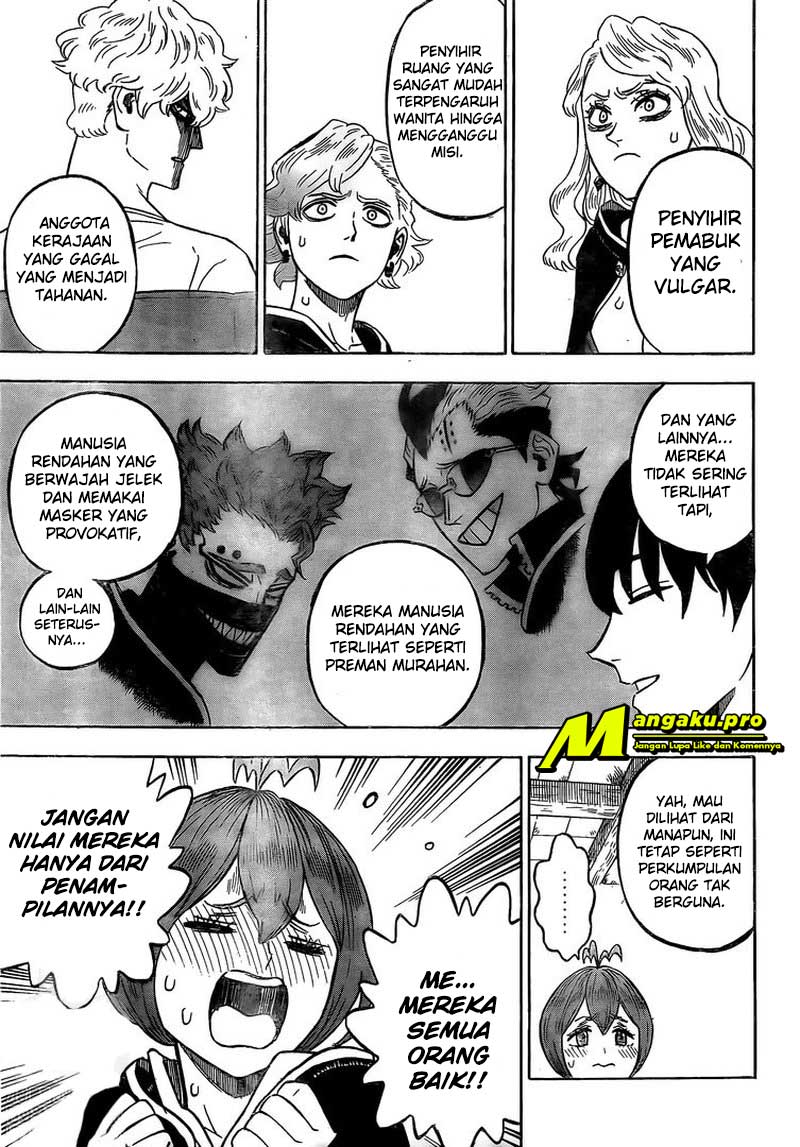 PENYIHIR
PEMABUK
YANG
VULGAR.
PENYIHIR
RUANG YANG
SANGAT MUDAH
TERPENGARUH
WANITA HINGGA
MENGGANGGU
MISI.
ANGGOTA
KERAJAAN
YANG GAGAL
YANG MENJADI
TAHANAN.
DAN YANG
LAINNYA...
MEREKA
TIDAK SERING
TERLIHAT
TAPI,
MEREKA MANUSIA
RENDAHAN YANG
TERLIHAT SEPERTI
PREMAN MURAHAN.
MANUSIA
RENDAHAN YANG
BERWAJAH JELEK
DAN MEMAKAI
MASKER YANG
PROVOKATIF,
DAN
LAIN-LAIN
SETERUS-
NYA...
Mangaku.pro
Jangan Lupa Like dan Komennya
YAH, MAU
DILIHAT DARI
MANAPUN, INI
TETAP SEPERTI
PERKUMPULAN
ORANG TAK
BERGUNA.
......
ME...
MEREKA
SEMUA
ORANG
BAIK!!
JANGAN
NILAI MEREKA
HANYA DARI
PENAM-
PILANNYA!!